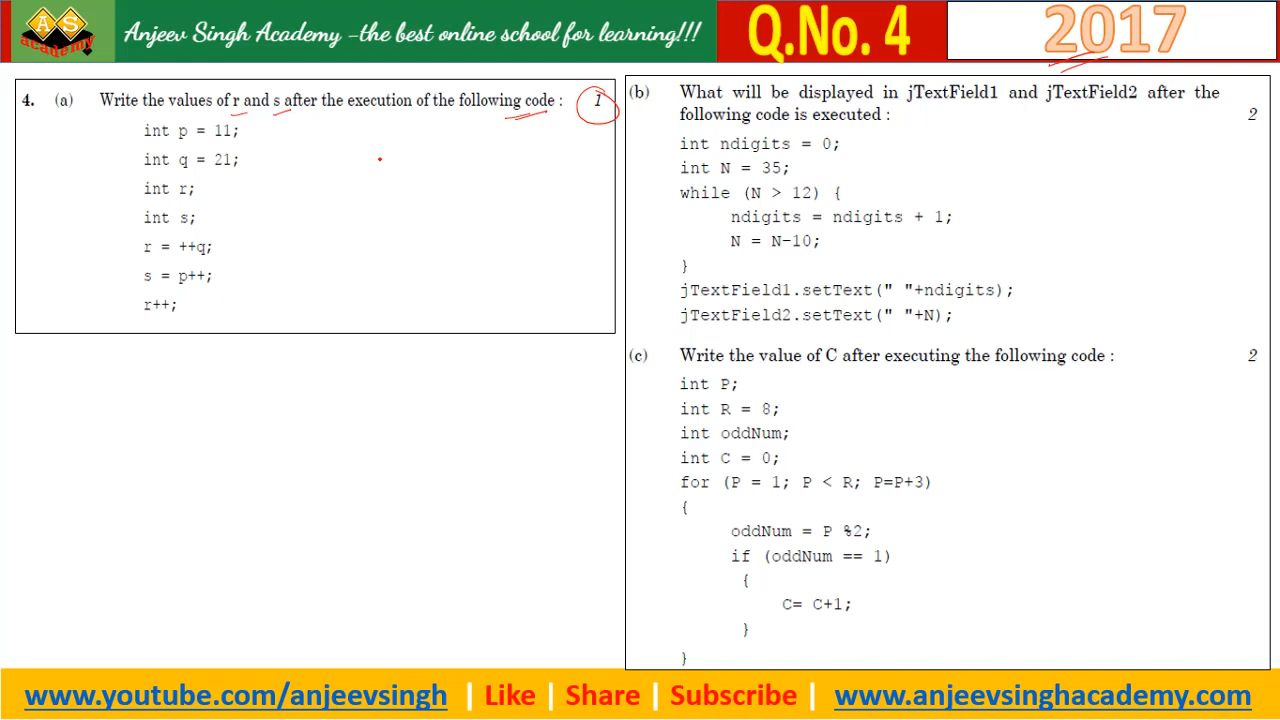 AS
academy
Anjeev Singh Academy –the best online school for learning!!!
Q.No. 4
2017
4. (a) Write the values of r and s after the execution of the following code : 1
int p = 11;
int q = 21;
int r;
int s;
r = ++q;
s = p++;
r++;
(b) What will be displayed in jTextField1 and jTextField2 after the
following code is executed : 2
int ndigits = 0;
int N = 35;
while (N > 12) {
ndigits = ndigits + 1;
N = N-10;
}
jTextField1.setText(" "+ndigits);
jTextField2.setText(" "+N);
(c) Write the value of C after executing the following code : 2
int P;
int R = 8;
int oddNum;
int C = 0;
for (P = 1; P < R; P=P+3)
{
oddNum = P %2;
if (oddNum == 1)
{
C= C+1;
}
}
www.youtube.com/anjeevsingh | Like | Share | Subscribe | www.anjeevsinghacademy.com